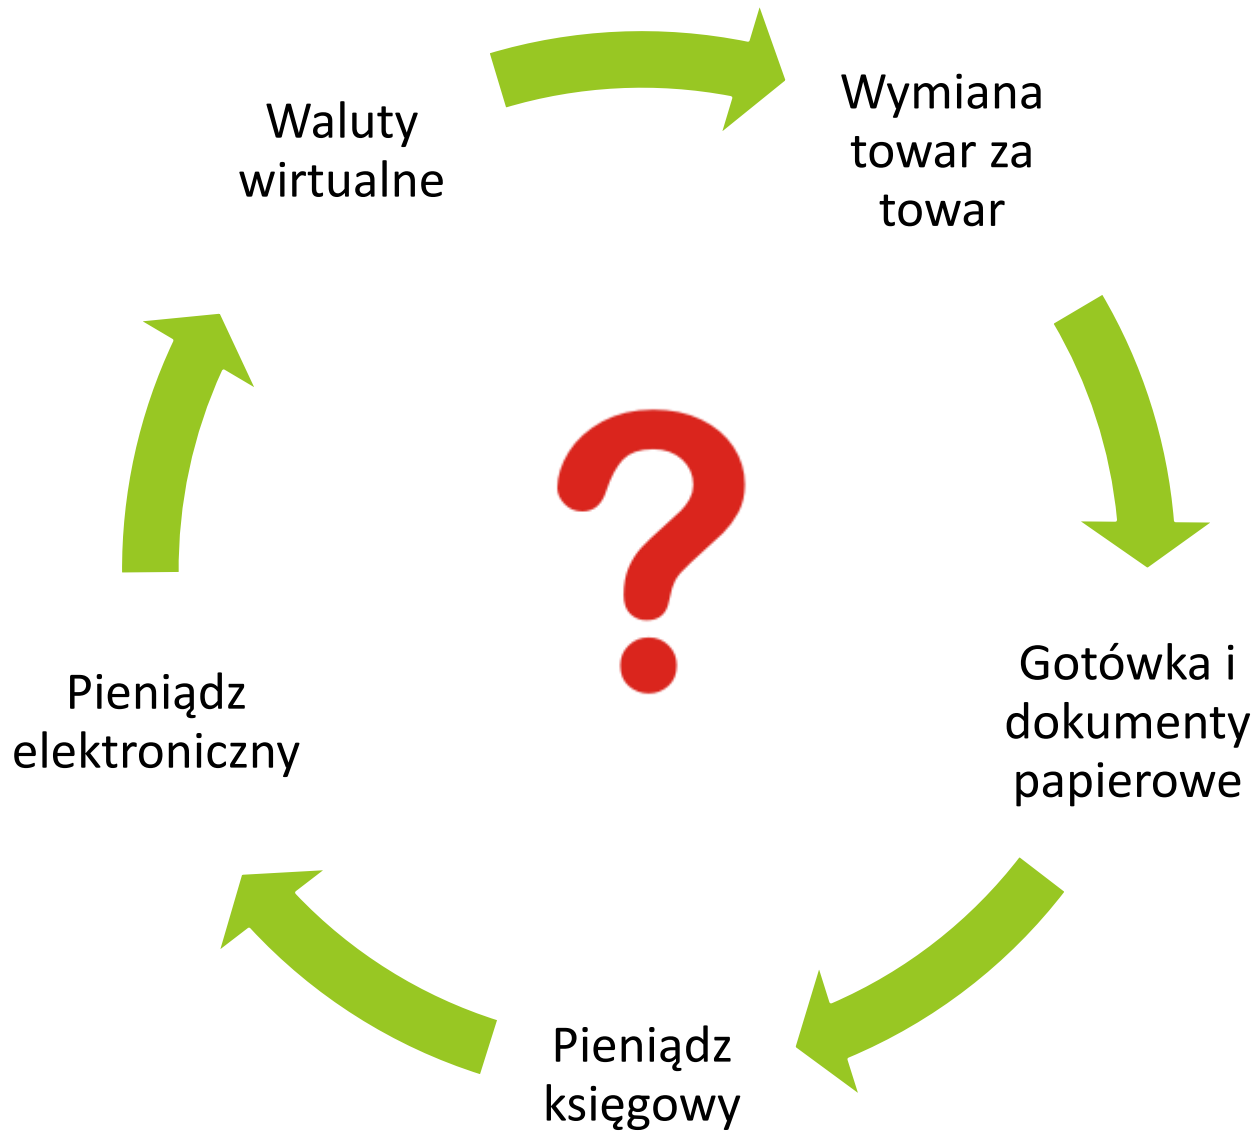 Waluty
wirtualne
Wymiana
towar za
towar
Gotówka i
dokumenty
papierowe
Pieniądz
księgowy
Pieniądz
elektroniczny
?